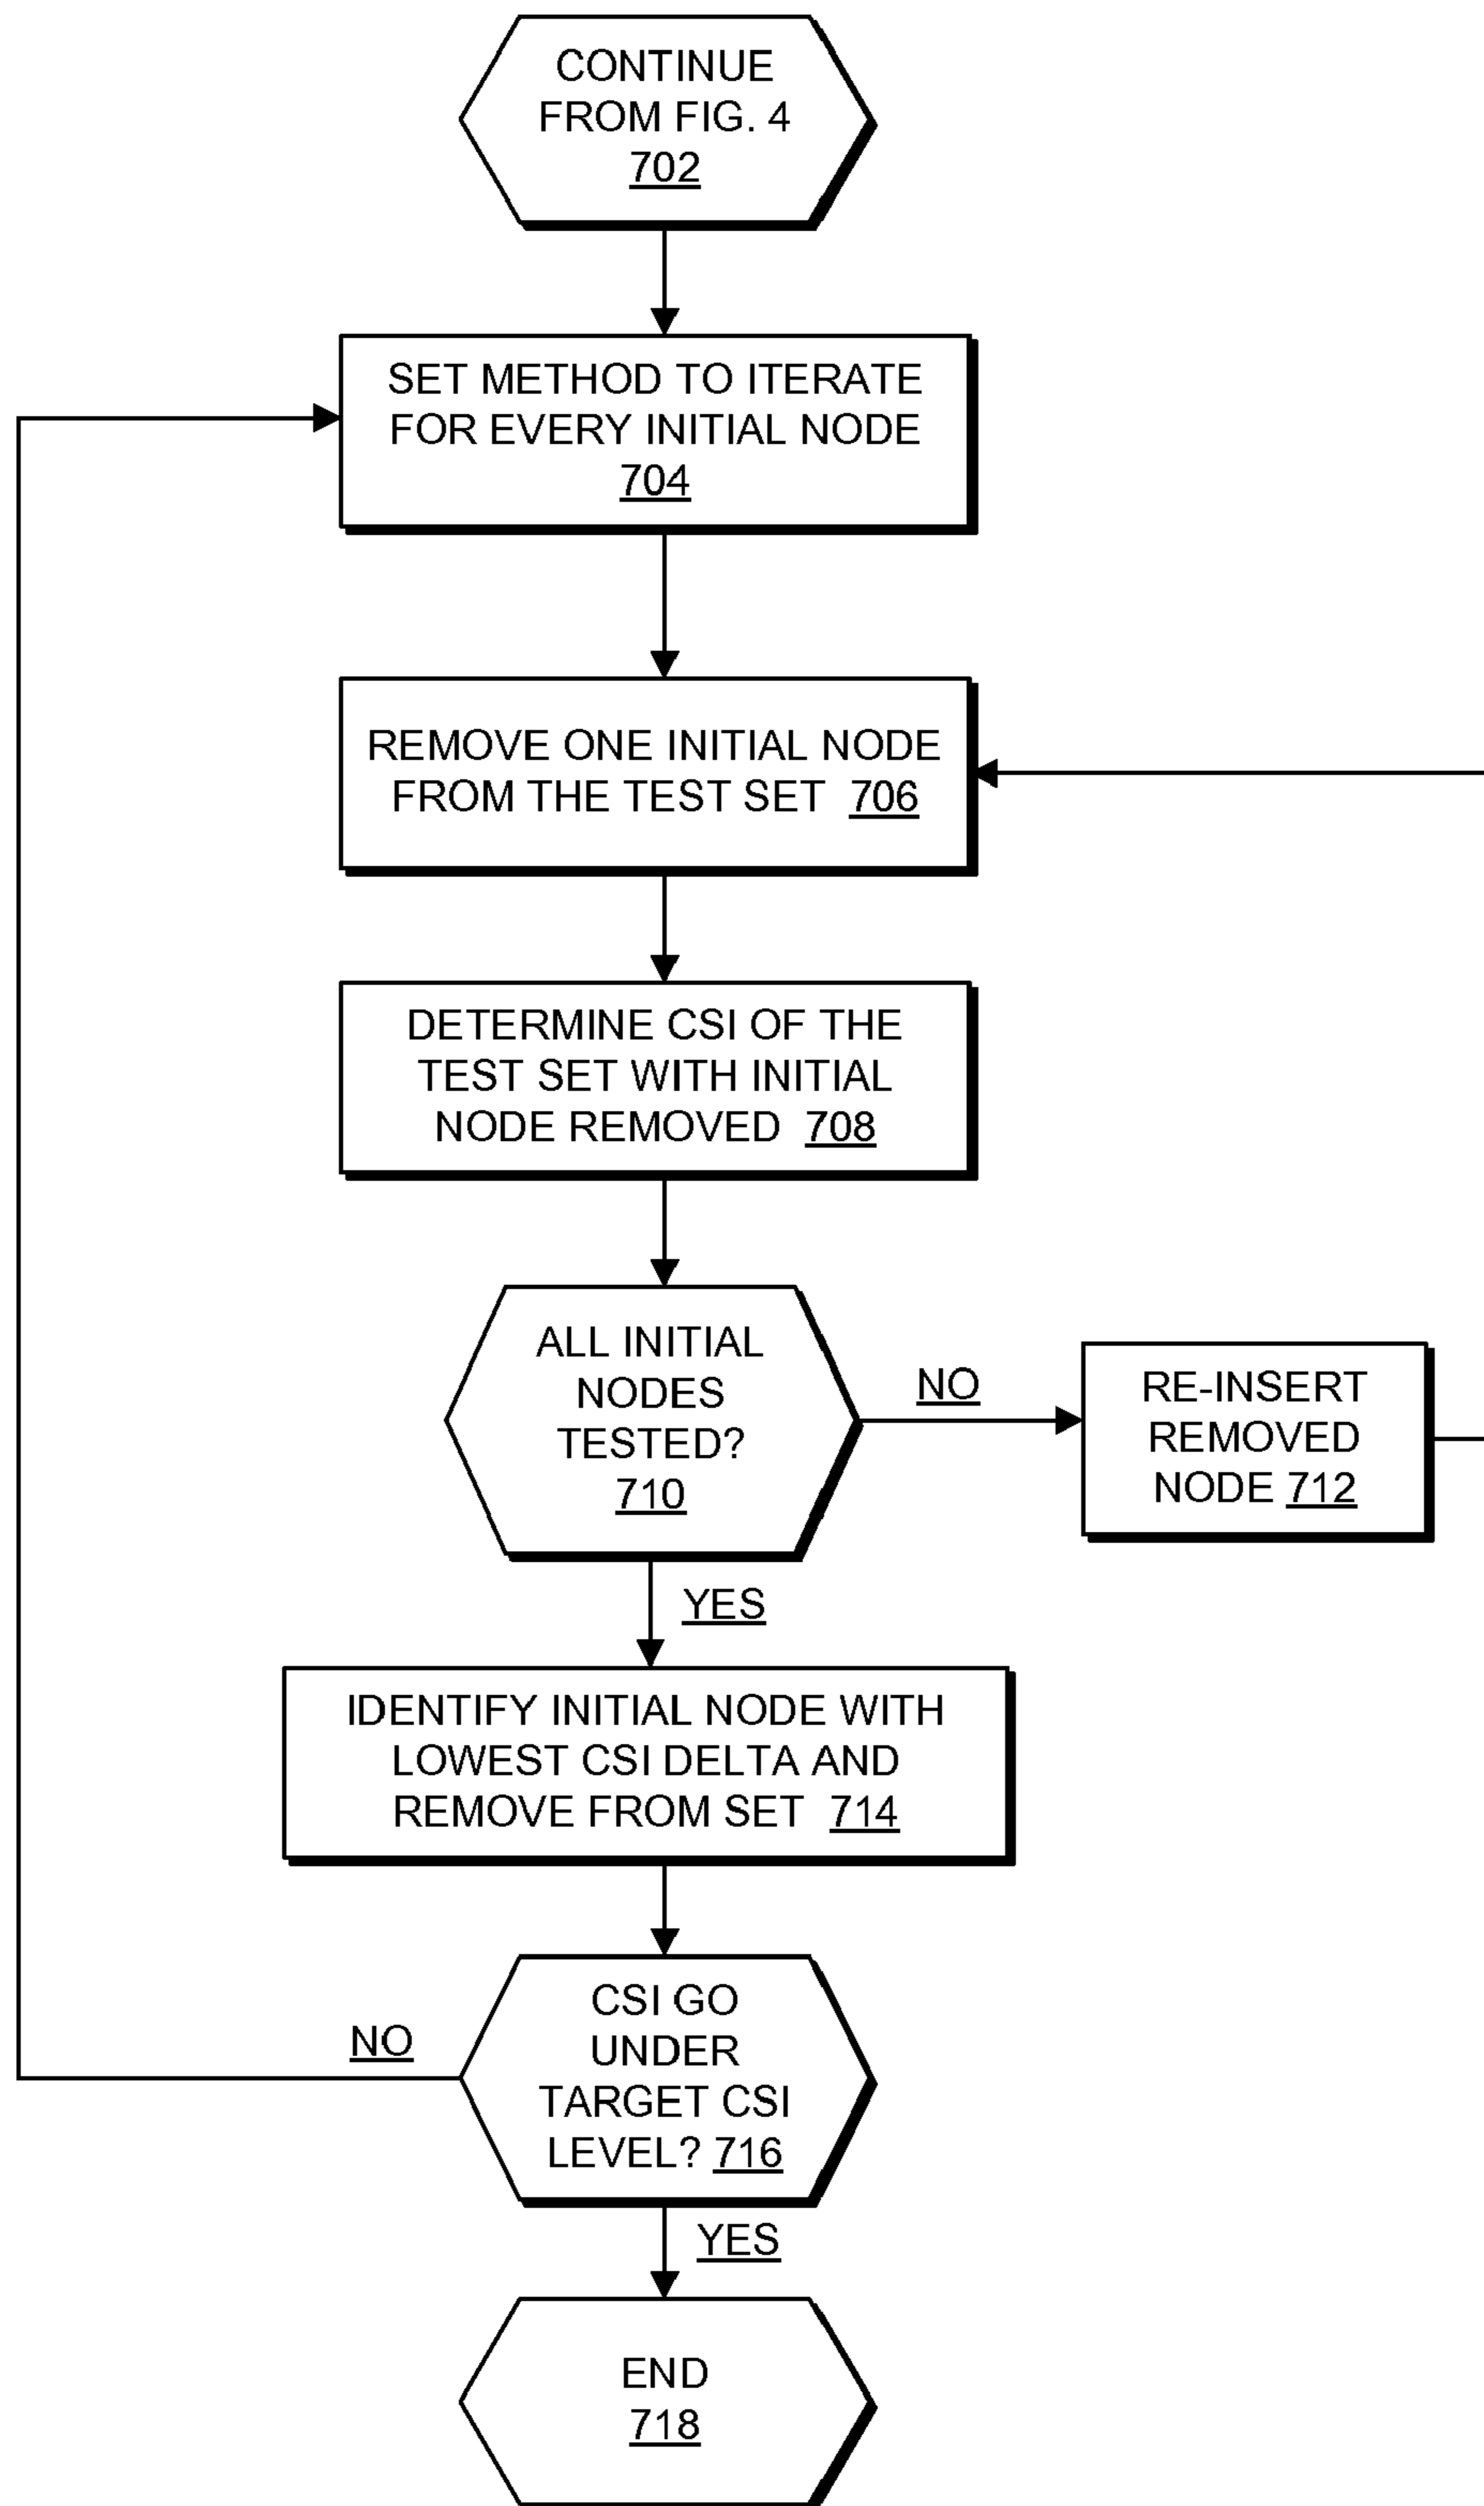 CONTINUE
FROM FIG. 4
702
SET METHOD TO ITERATE
FOR EVERY INITIAL NODE
704
REMOVE ONE INITIAL NODE
FROM THE TEST SET 706
DETERMINE CSI OF THE
TEST SET WITH INITIAL
NODE REMOVED 708
ALL INITIAL
NODES
TESTED?
710
NO
RE-INSERT
REMOVED
NODE 712
YES
IDENTIFY INITIAL NODE WITH
LOWEST CSI DELTA AND
REMOVE FROM SET 714
CSI GO
UNDER
TARGET CSI
LEVEL? 716
NO
YES
END
718